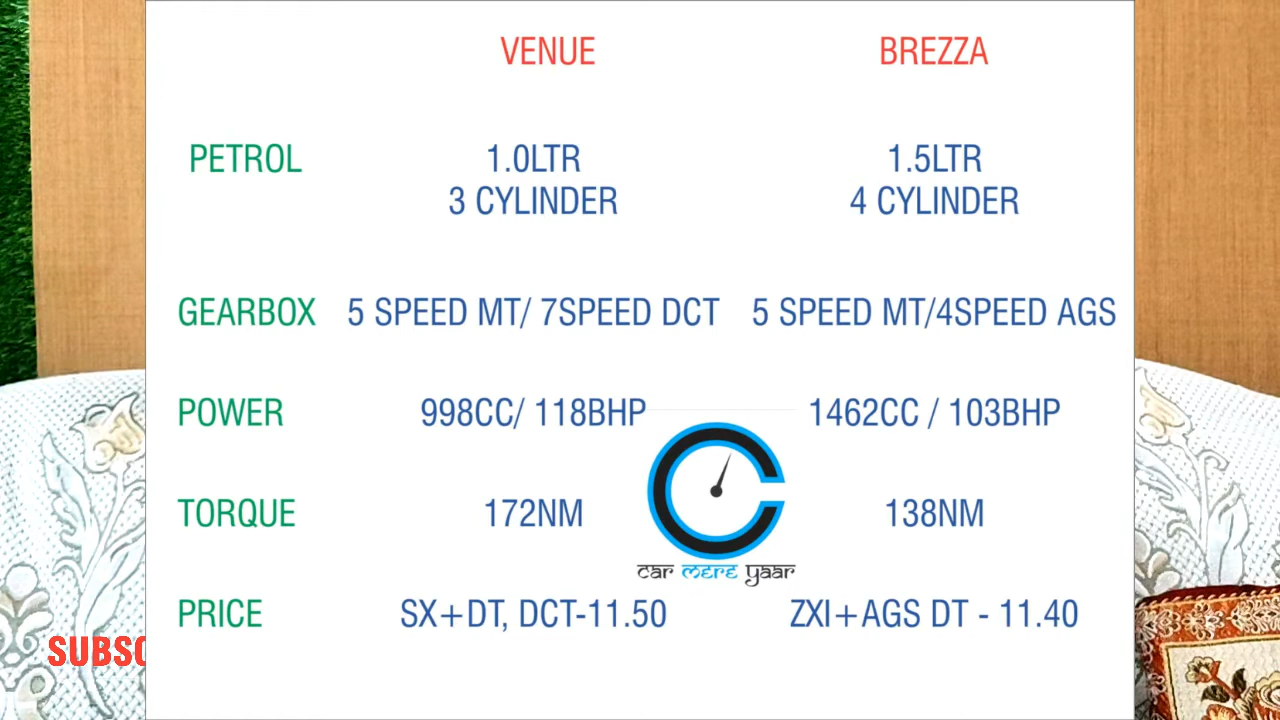 VENUE BREZZA
PETROL 1.0LTR 1.5LTR
3 CYLINDER 4 CYLINDER
GEARBOX 5 SPEED MT/ 7SPEED DCT 5 SPEED MT/4SPEED AGS
POWER 998CC/ 118BHP 1462CC / 103BHP
TORQUE 172NM 138NM
car mere yaar
PRICE SX+DT, DCT-11.50 ZXI+AGS DT - 11.40
SUBSC